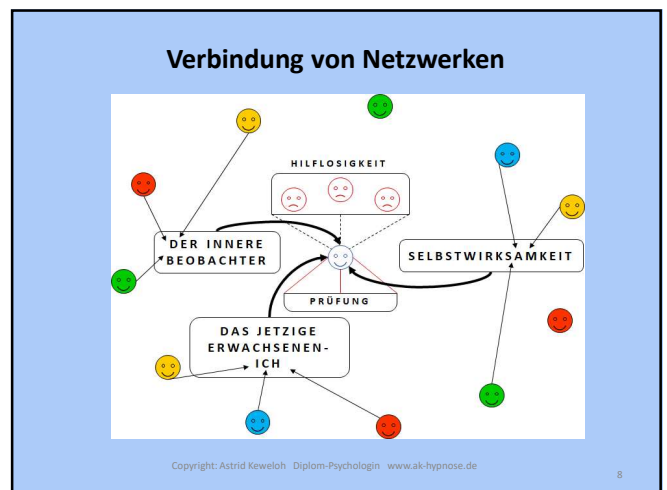 Verbindung von Netzwerken
HILFLOSIGKEIT
DER INNERE
BEOBACHTER
SELBSTWIRKSAMKEIT
PRÜFUNG
DAS JETZIGE
ERWACHSENEN-
ICH
Copyright: Astrid Keweloh Diplom-Psychologin www.ak-hypnose.de
8